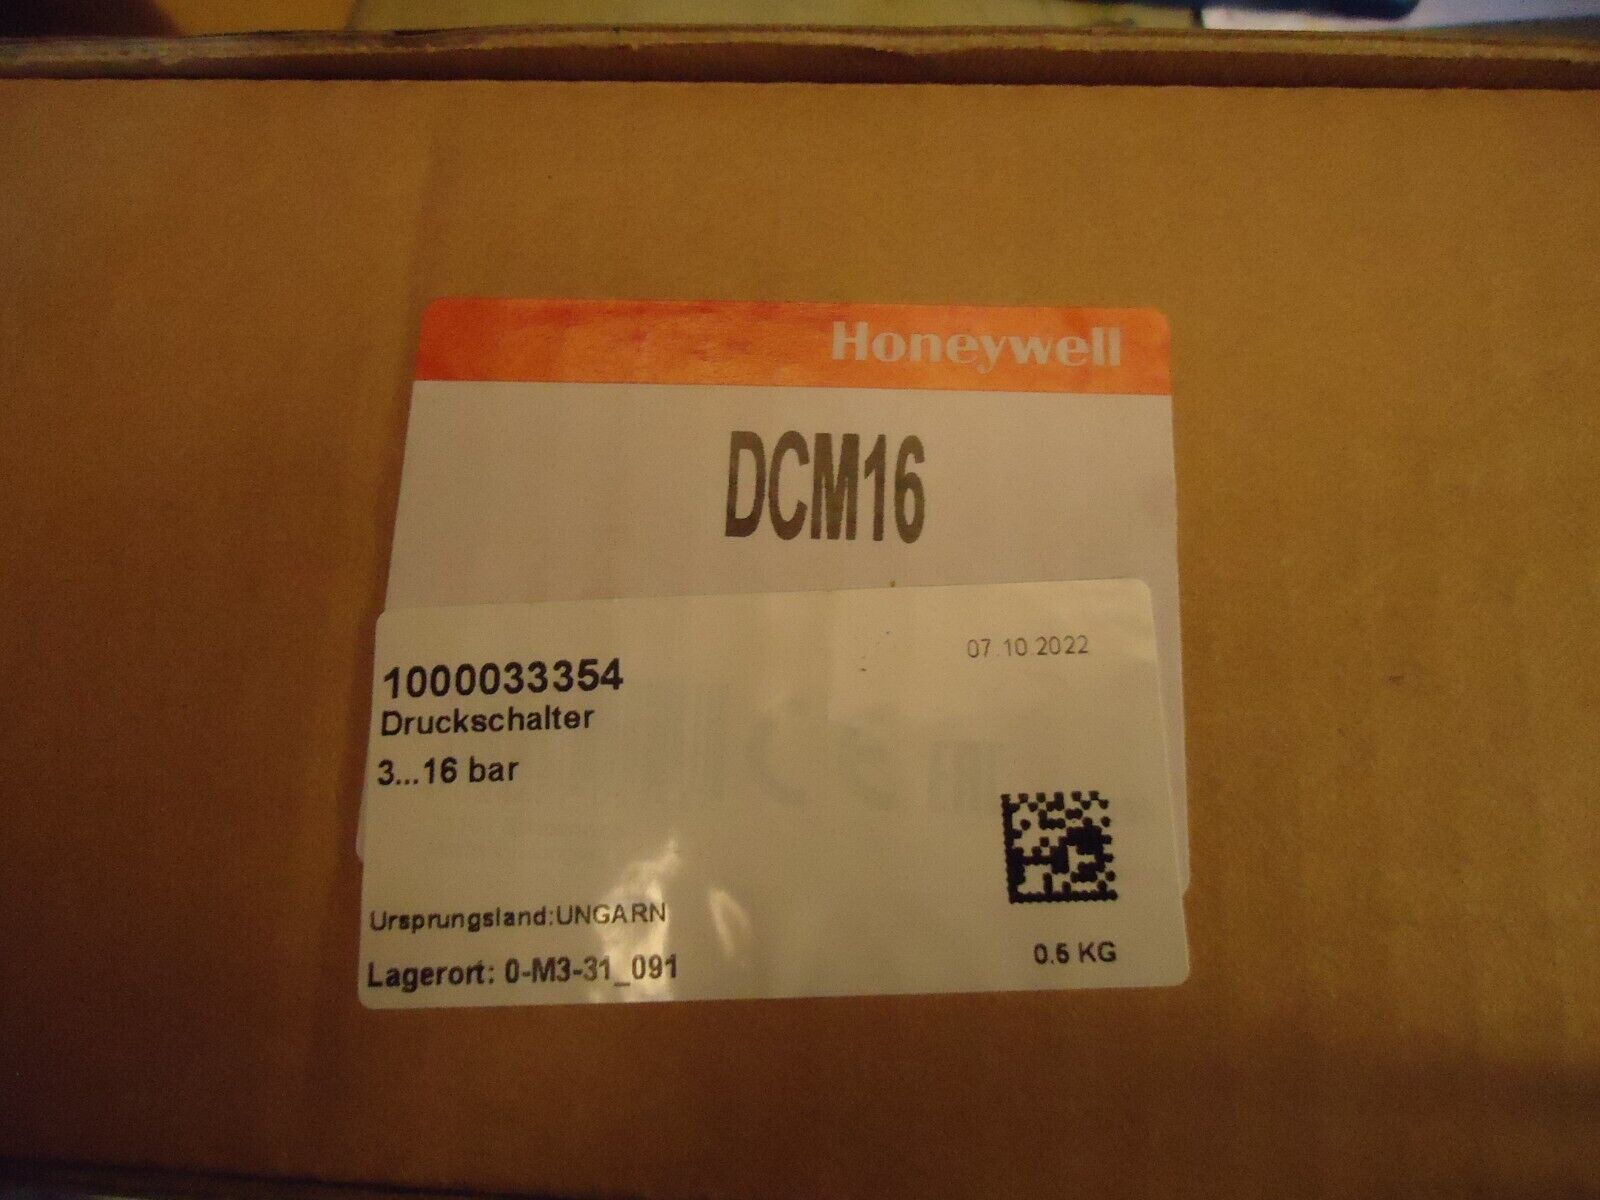 Honeywell
DCM16
07.10.2022
1000033354
Druckschalter
3...16 bar
Ursprungsland:UNGARN
0.5 KG
Lagerort: 0-M3-31_091